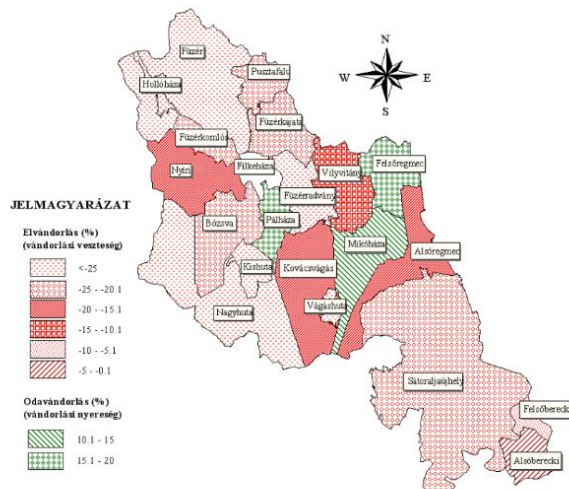 Füzér
N
Pusztafalu
Hollóháza
W
E
S
Füzérkajata
Füzérkomlós
Nyíri
Filkeháza
Vilyvitány
Felsőregmec
JELMAGYARÁZAT
Füzérradvány
Bózsva
Pálháza
Elvándorlás (%)
(vándorlási veszteség)
Mikóháza
Alsóregmec
<-25
Kishuta
Kovácsvágás
-25 - -20.1
-20 - -15.1
Nagyhuta
Vágáshuta
-15 - -10.1
-10 - -5.1
-5 - -0.1
Sátoraljaújhely
Odavándorlás (%)
(vándorlási nyereség)
Felsőberecki
10.1 - 15
Alsóberecki
15.1 - 20